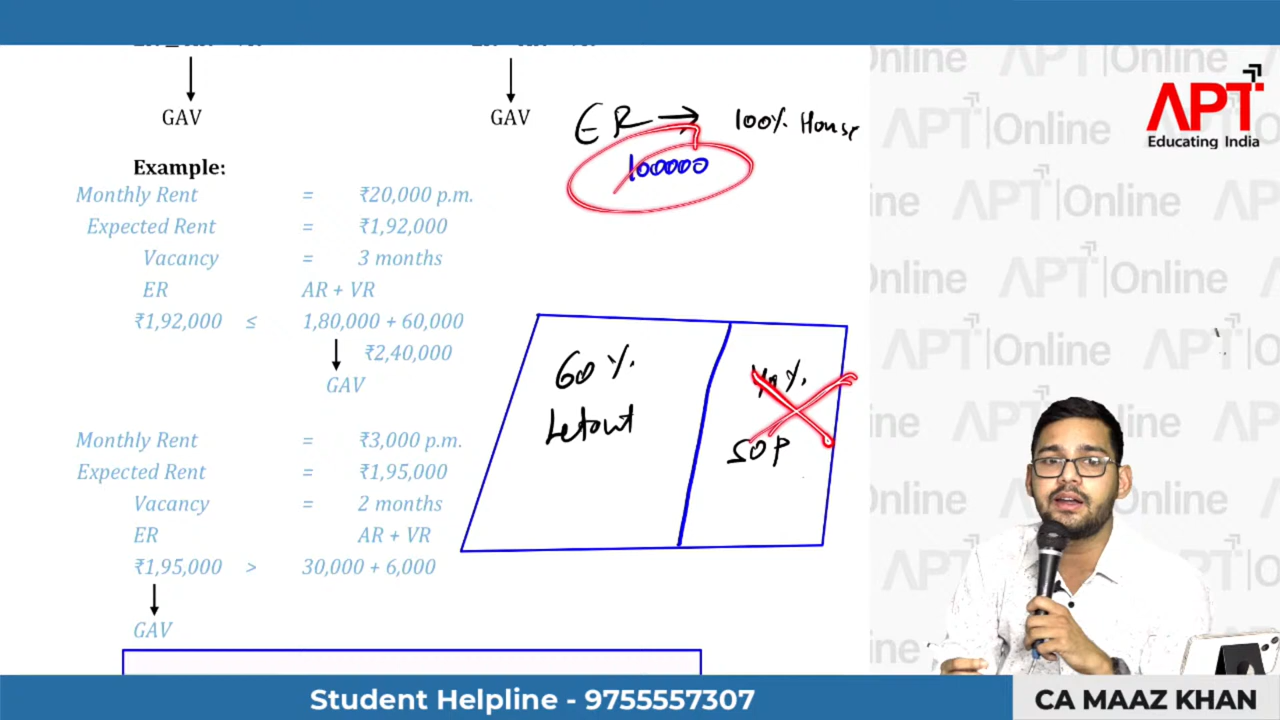 GAV GAV
Example:
Monthly Rent = ₹20,000 p.m.
Expected Rent = ₹1,92,000
Vacancy = 3 months
ER AR + VR
₹1,92,000 ≤ 1,80,000 + 60,000
₹2,40,000
GAV
Monthly Rent = ₹3,000 p.m.
Expected Rent = ₹1,95,000
Vacancy = 2 months
ER AR + VR
₹1,95,000 > 30,000 + 6,000
GAV
ER → 100% House
100000
60%
Letout
40%
SOP
APT
Educating India
APT|Online
Student Helpline - 9755557307
CA MAAZ KHAN